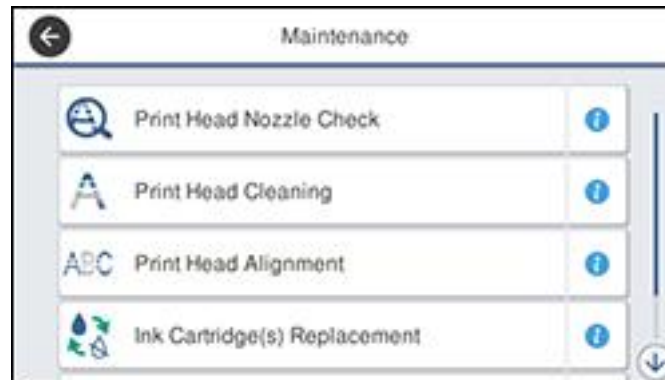 Maintenance
Print Head Nozzle Check
Print Head Cleaning
ABC Print Head Alignment
Ink Cartridge(s) Replacement